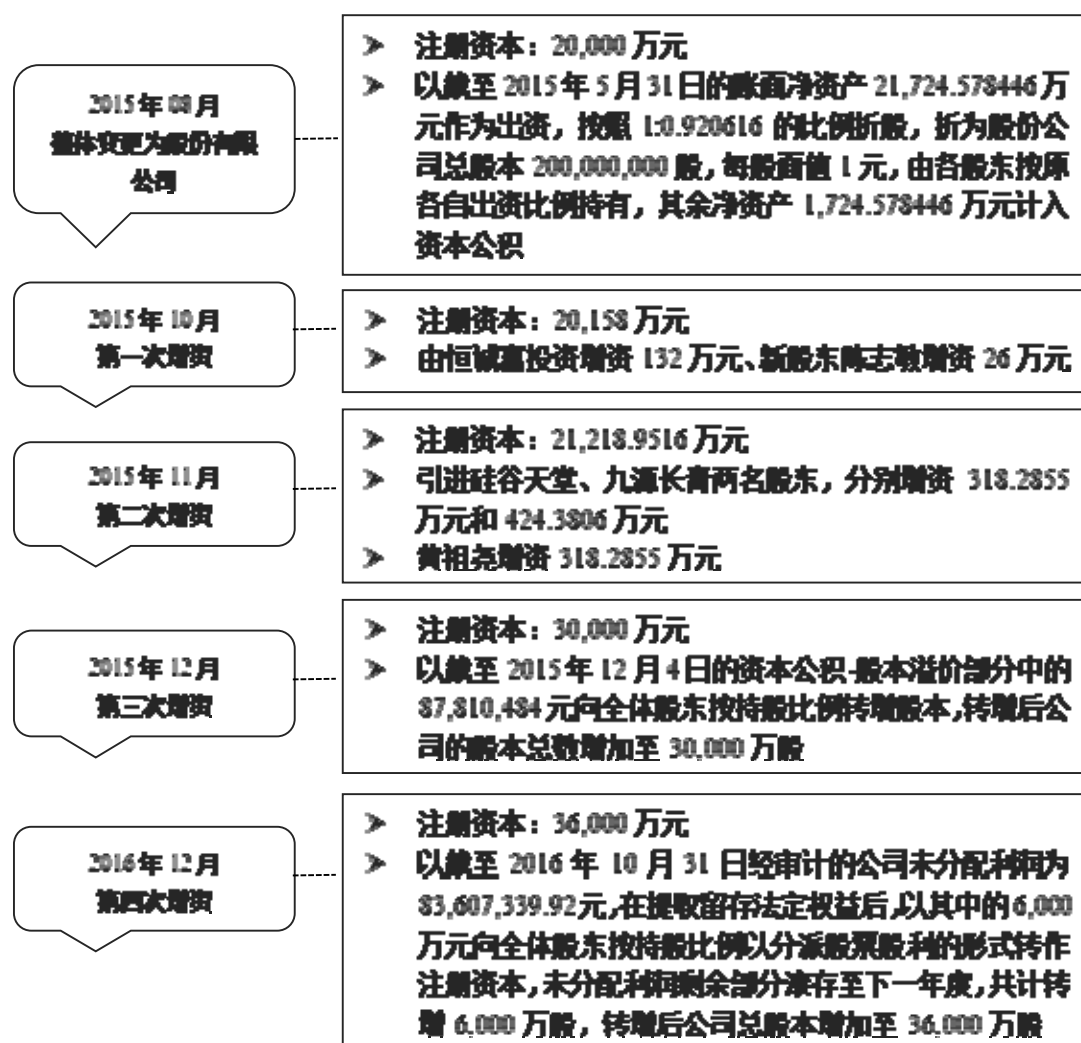 2015年08月
整体变更为股份有限
公司
➢ 注册资本：20,000万元
➢ 以截至2015年5月31日的账面净资产21,724.578446万
元作为出资，按照1:0.920616的比例折股，折为股份公
司总股本200,000,000股，每股面值1元，由各股东按原
各自出资比例持有，其余净资产1,724.578446万元计入
资本公积
2015年10月
第一次增资
➢ 注册资本：20,158万元
➢ 由恒诚富投资增资132万元、新股东陈志敏增资26万元
2015年11月
第二次增资
➢ 注册资本：21,218.9516万元
➢ 引进硅谷天堂、九源长青两名股东，分别增资318.2855
万元和424.3806万元
➢ 黄祖尧增资318.2855万元
2015年12月
第三次增资
➢ 注册资本：30,000万元
➢ 以截至2015年12月4日的资本公积-股本溢价部分中的
87,810,484元向全体股东按持股比例转增股本，转增后公
司的股本总数增加至30,000万股
2016年12月
第四次增资
➢ 注册资本：36,000万元
➢ 以截至2016年10月31日经审计的公司未分配利润为
83,607,339.92元，在提取留存法定权益后，以其中的6,000
万元向全体股东按持股比例以分派股票股利的形式转作
注册资本，未分配利润剩余部分滚存至下一年度，共计转
增6,000万股，转增后公司总股本增加至36,000万股